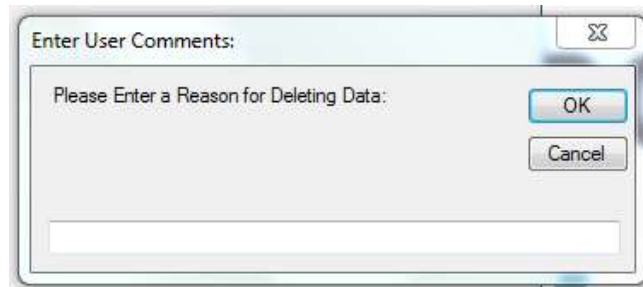 Enter User Comments:
Please Enter a Reason for Deleting Data:
OK
Cancel